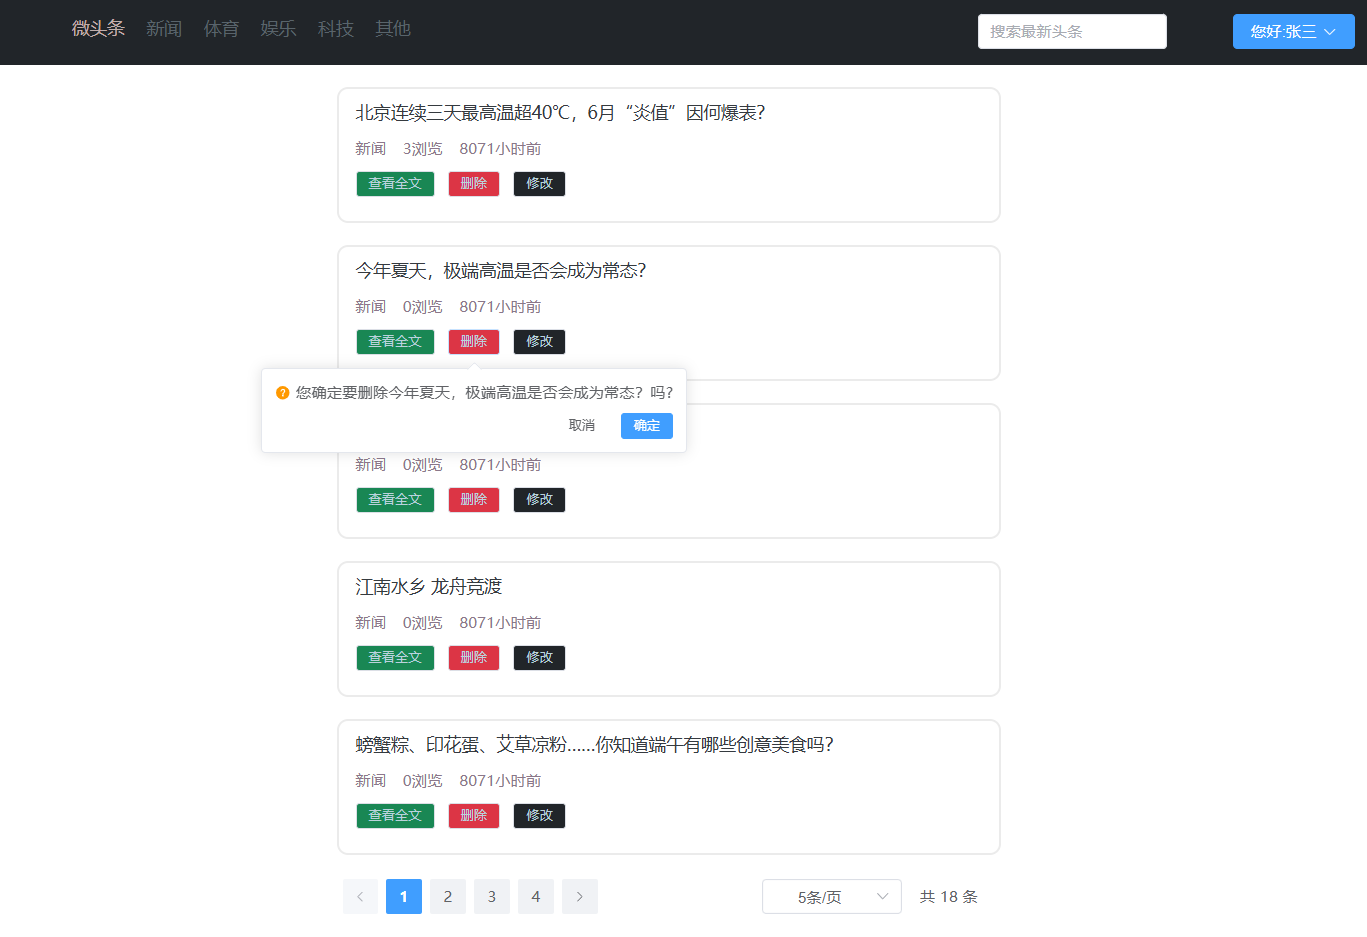 微头条 新闻 体育 娱乐 科技 其他 搜索最新头条 您好:张三
北京连续三天最高温超40℃，6月“炎值”因何爆表？
新闻 3浏览 8071小时前
查看全文 删除 修改
今年夏天，极端高温是否会成为常态？
新闻 0浏览 8071小时前
查看全文 删除 修改
您确定要删除今年夏天，极端高温是否会成为常态？吗?
取消 确定
新闻 0浏览 8071小时前
查看全文 删除 修改
江南水乡 龙舟竞渡
新闻 0浏览 8071小时前
查看全文 删除 修改
螃蟹粽、印花蛋、艾草凉粉……你知道端午有哪些创意美食吗？
新闻 0浏览 8071小时前
查看全文 删除 修改
1 2 3 4 5条/页 共 18 条